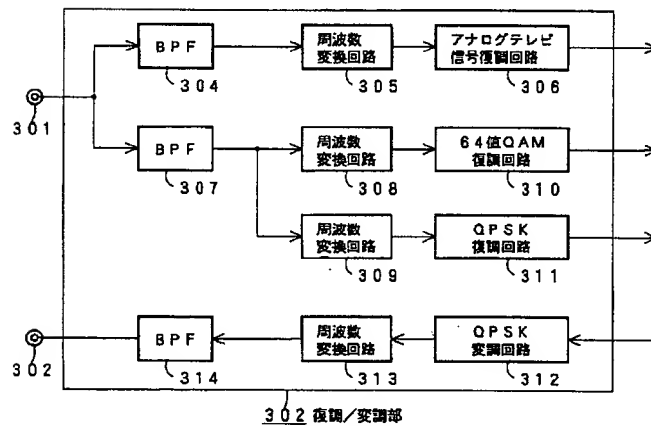 BPF
304
周波数
変換回路
305
アナログテレビ
信号復調回路
306
301
BPF
307
周波数
変換回路
308
64値QAM
復調回路
310
周波数
変換回路
309
QPSK
復調回路
311
302
BPF
314
周波数
変換回路
313
QPSK
変調回路
312
302 復調/変調部